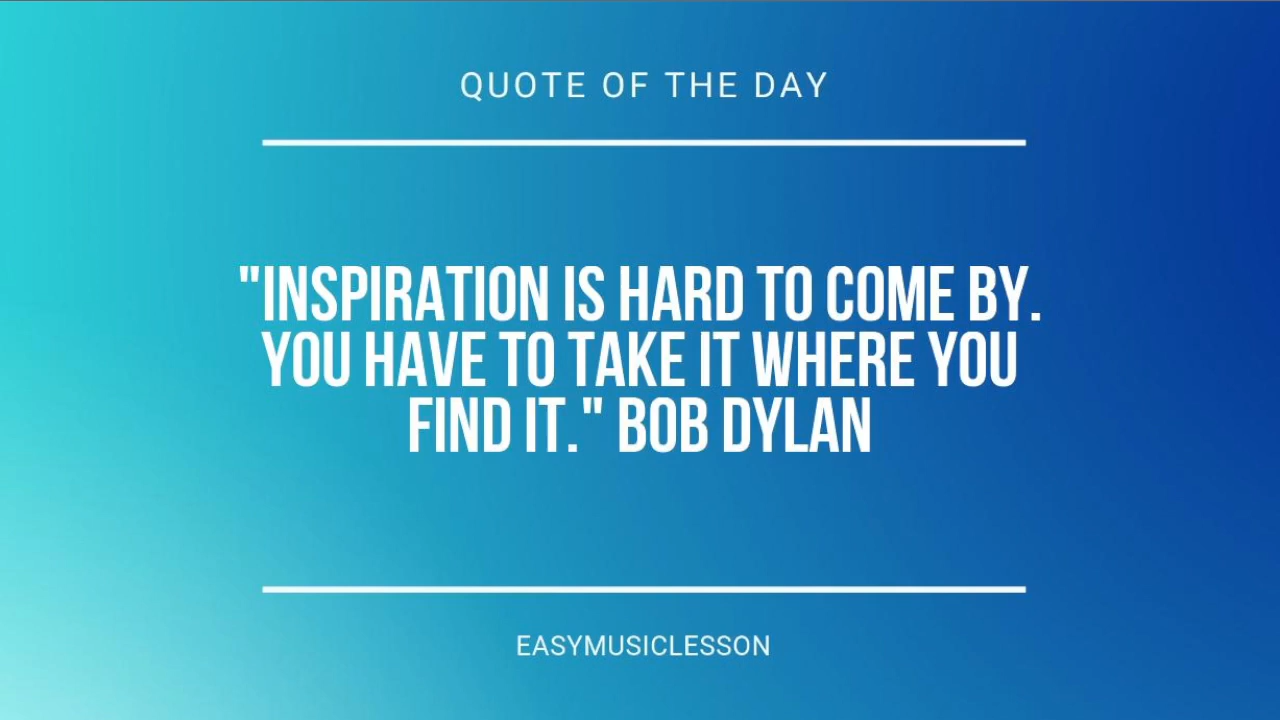 QUOTE OF THE DAY
"INSPIRATION IS HARD TO COME BY.
YOU HAVE TO TAKE IT WHERE YOU
FIND IT." BOB DYLAN
EASYMUSICLESSON